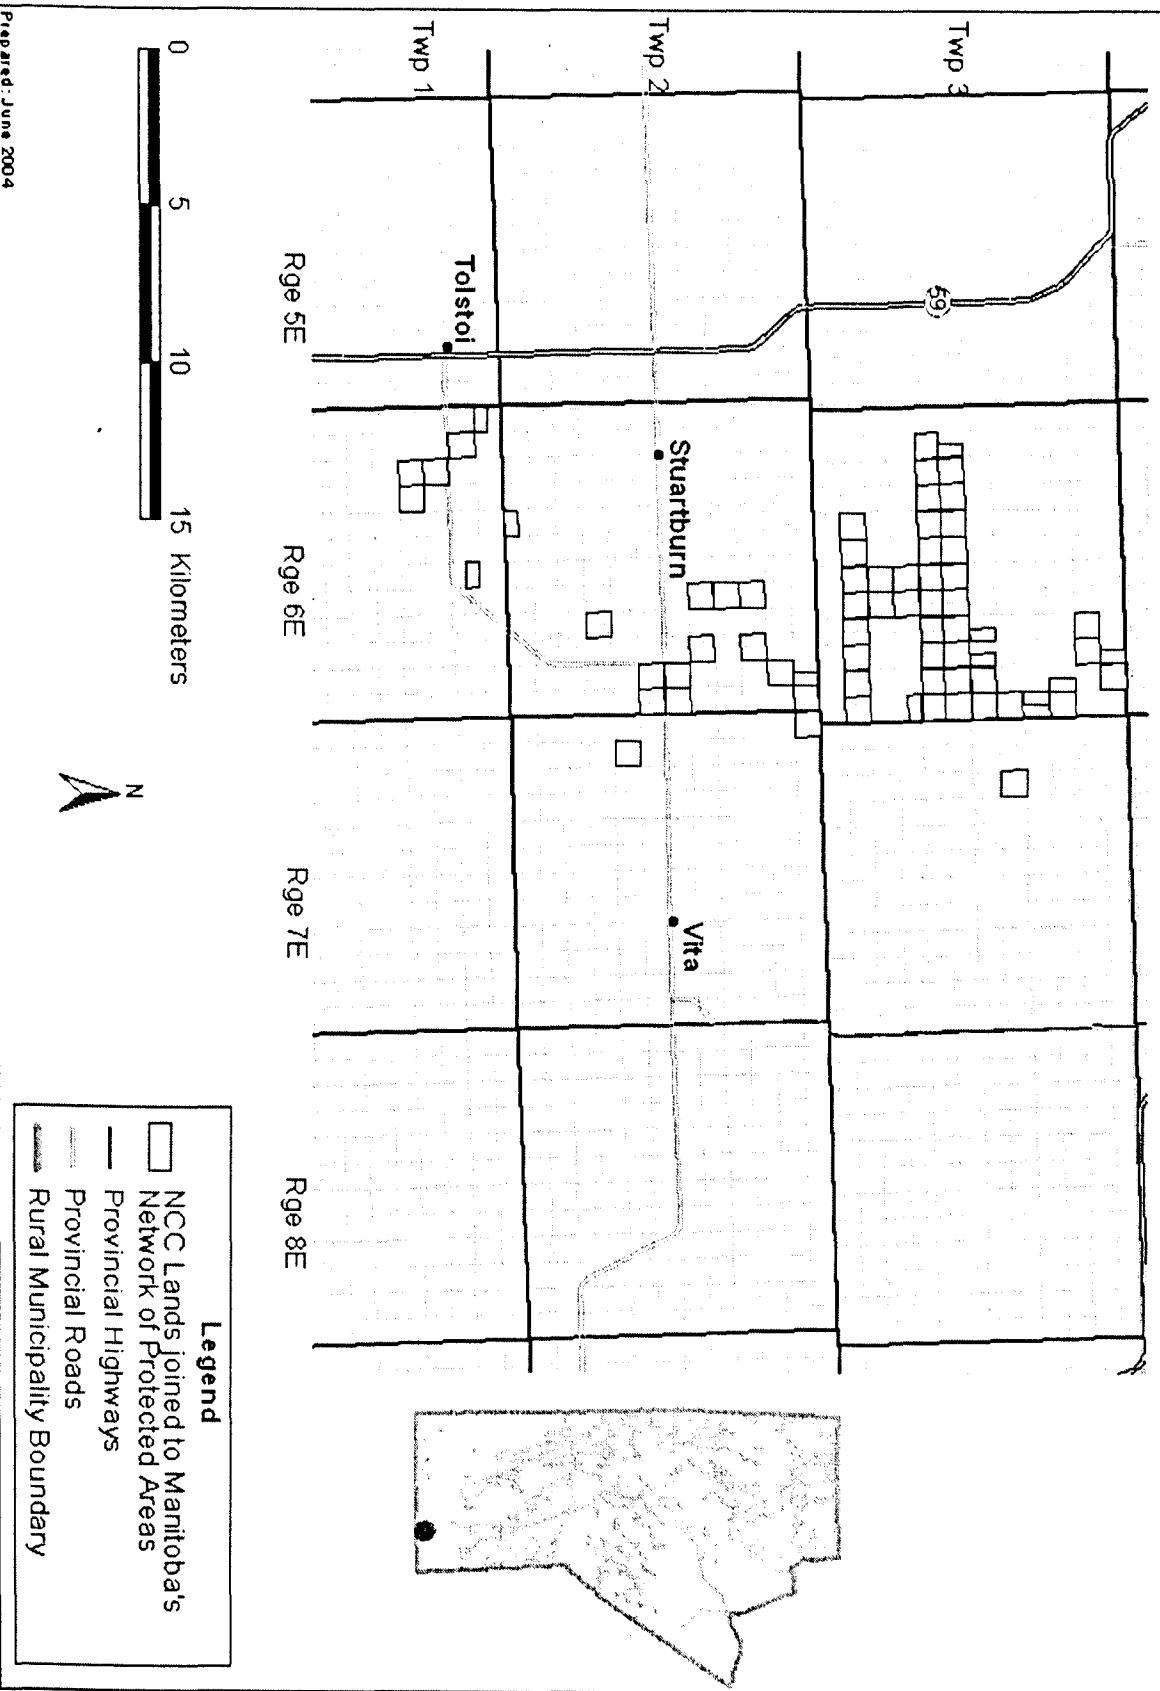 Twp 3
59
Twp 2
Stuartburn
Vita
Twp 1
Tolstoi
Rge 5E
Rge 6E
Rge 7E
Rge 8E
0 5 10 15 Kilometers
N
Legend
NCC Lands joined to Manitoba's
Network of Protected Areas
Provincial Highways
Provincial Roads
Rural Municipality Boundary
Prepared: June 2004